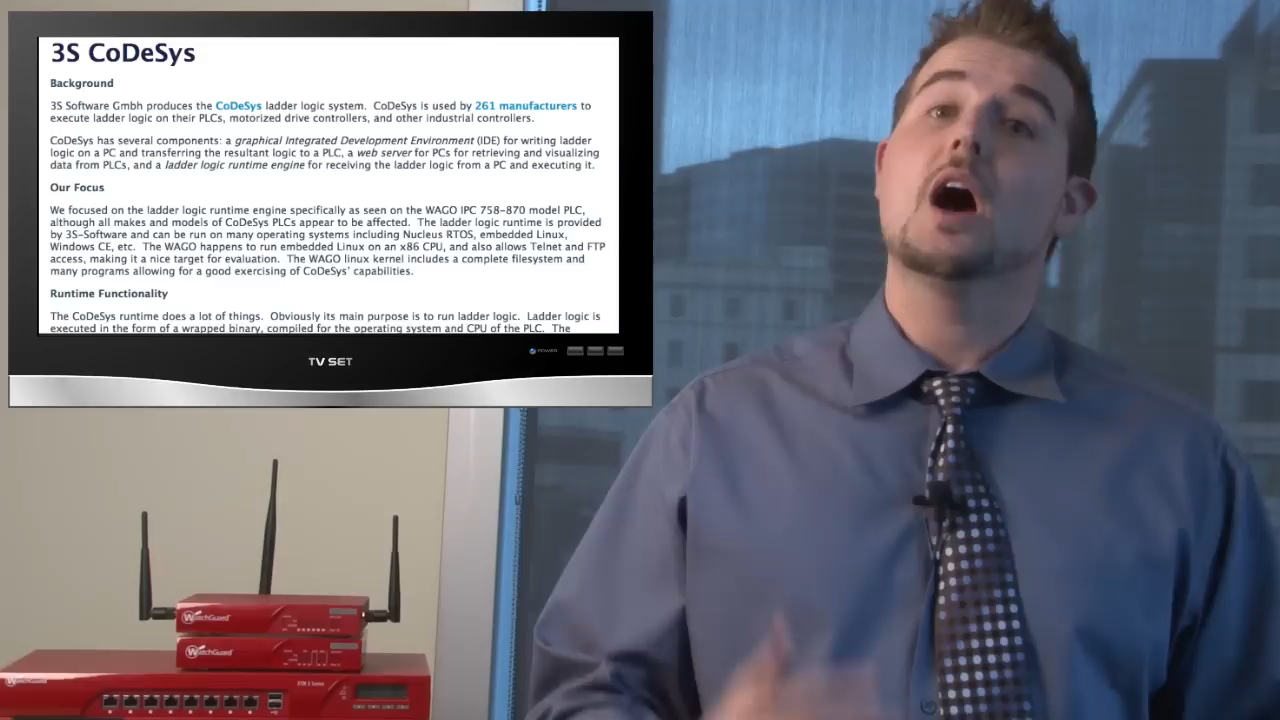 3S CoDeSys
Background
3S Software Gmbh produces the CoDeSys ladder logic system. CoDeSys is used by 261 manufacturers to
execute ladder logic on their PLCs, motorized drive controllers, and other industrial controllers.
CoDeSys has several components: a graphical Integrated Development Environment (IDE) for writing ladder
logic on a PC and transferring the resultant logic to a PLC, a web server for PCs for retrieving and visualizing
data from PLCs, and a ladder logic runtime engine for receiving the ladder logic from a PC and executing it.
Our Focus
We focused on the ladder logic runtime engine specifically as seen on the WAGO IPC 758-870 model PLC,
although all makes and models of CoDeSys PLCs appear to be affected. The ladder logic runtime is provided
by 3S-Software and can be run on many operating systems including Nucleus RTOS, embedded Linux,
Windows CE, etc. The WAGO happens to run embedded Linux on an x86 CPU, and also allows Telnet and FTP
access, making it a nice target for evaluation. The WAGO linux kernel includes a complete filesystem and
many programs allowing for a good exercising of CoDeSys' capabilities.
Runtime Functionality
The CoDeSys runtime does a lot of things. Obviously its main purpose is to run ladder logic. Ladder logic is
executed in the form of a wrapped binary, compiled for the operating system and CPU of the PLC. The
POWER
TV SET
WatchGuard
WatchGuard
WatchGuard